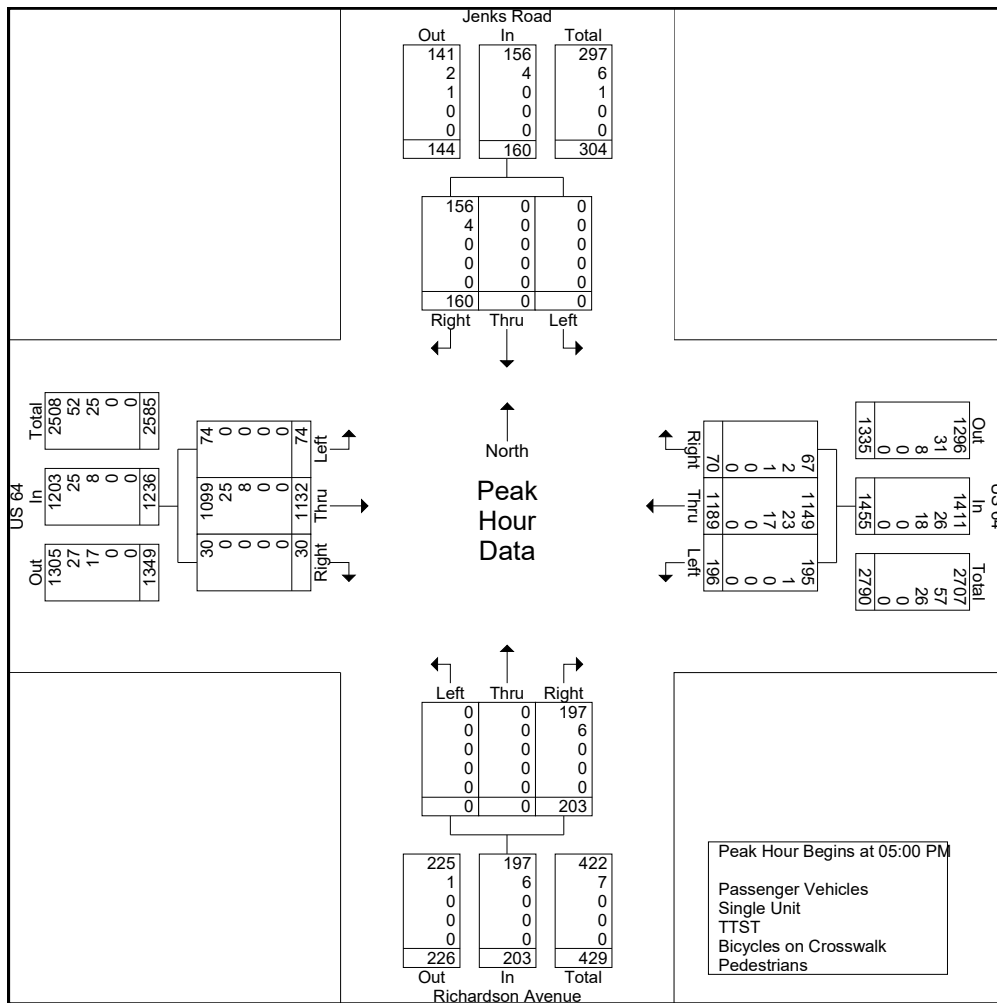 Jenks Road
Out In Total
141 156 297
2 4 6
1 0 1
0 0 0
0 0 0
144 160 304
156 0 0
4 0 0
0 0 0
0 0 0
0 0 0
160 0 0
Right Thru Left
US 64
Total
2508 52 25 0 0 2585
In
1203 25 8 0 0 1236
Out
1305 27 17 0 0 1349
74 0 0 0 0 74
Left
1099 25 8 0 0 1132
Thru
30 0 0 0 0 30
Right
North
Peak
Hour
Data
Right
67 2 1 0 0 70
Thru
1149 23 17 0 0 1189
Left
195 1 0 0 0 196
Out
1296 31 8 0 0 1335
In
1411 26 18 0 0 1455
Total
2707 57 26 0 0 2790
Left Thru Right
0 0 197
0 0 6
0 0 0
0 0 0
0 0 0
0 0 203
225 197 422
1 6 7
0 0 0
0 0 0
0 0 0
226 203 429
Out In Total
Richardson Avenue
Peak Hour Begins at 05:00 PM
Passenger Vehicles
Single Unit
TTST
Bicycles on Crosswalk
Pedestrians